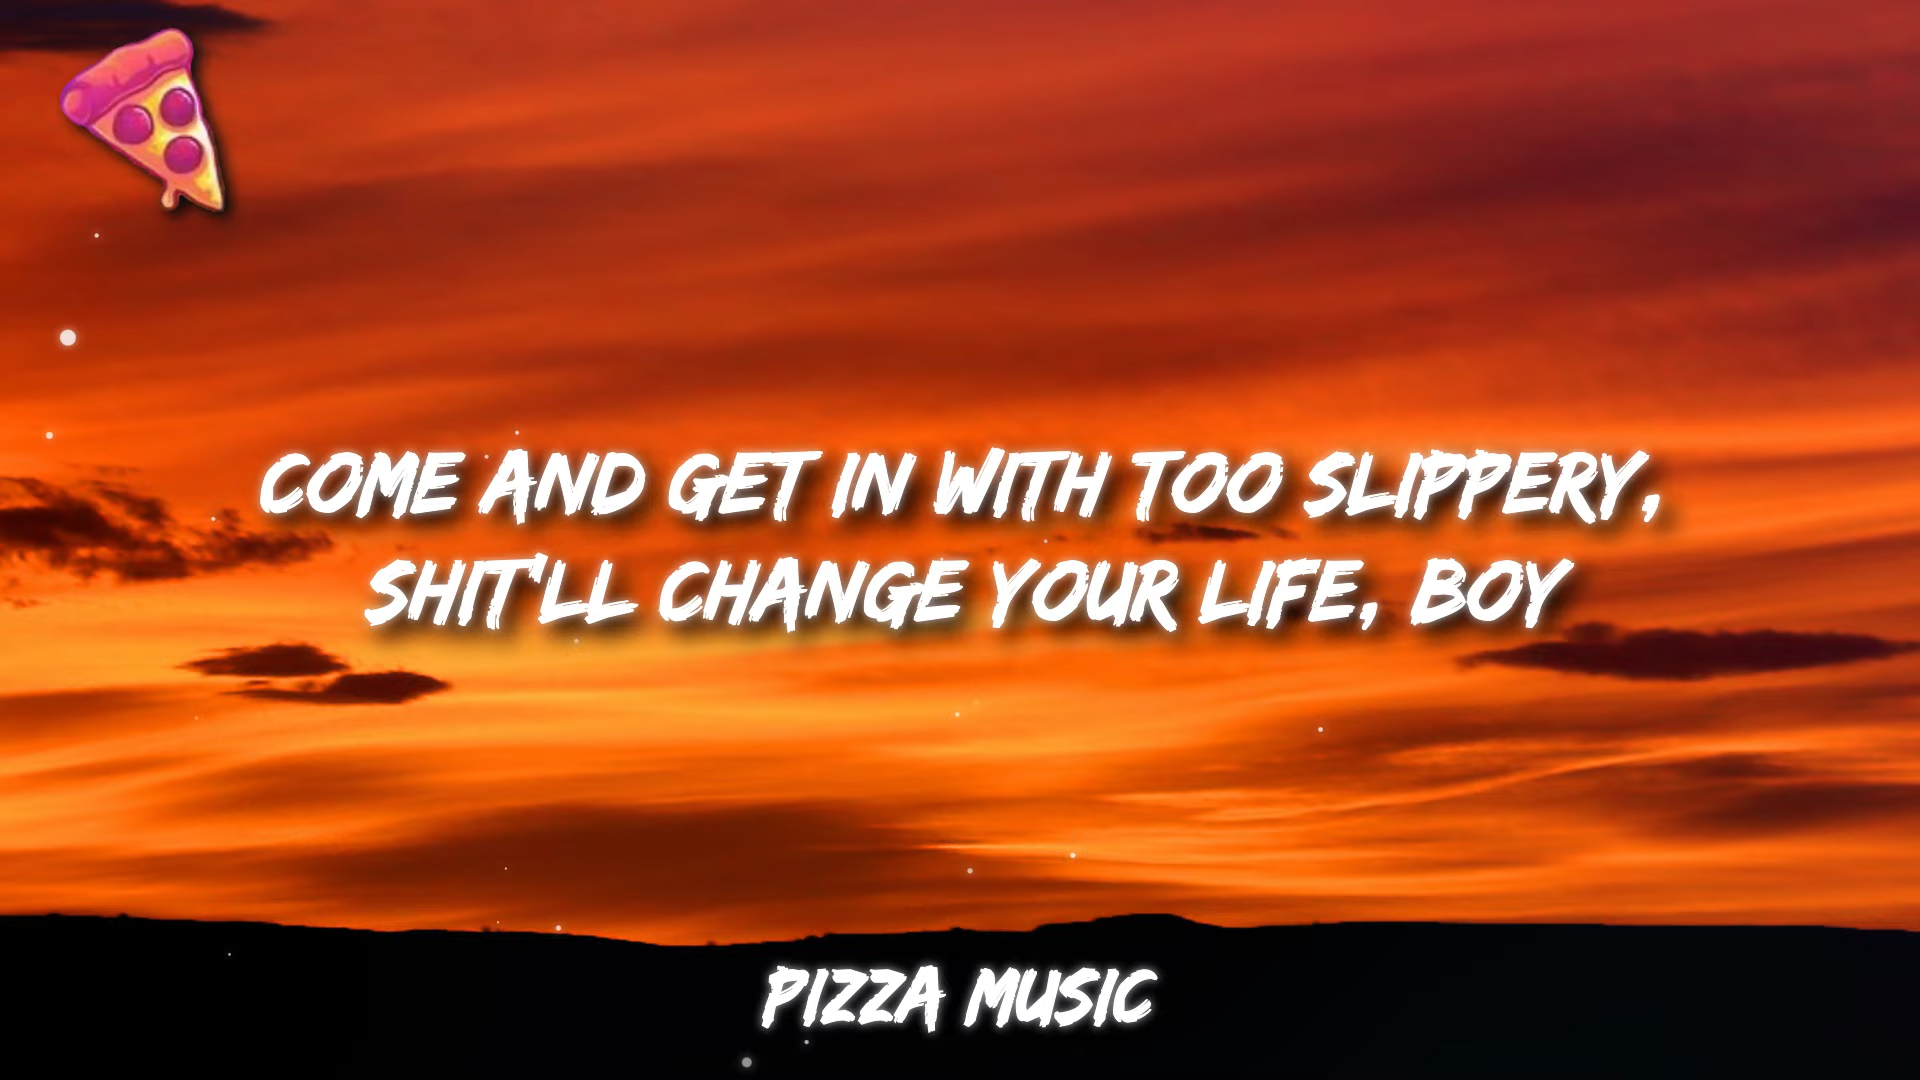 COME AND GET IN WITH TOO SLIPPERY,
SHIT'LL CHANGE YOUR LIFE, BOY
PIZZA MUSIC